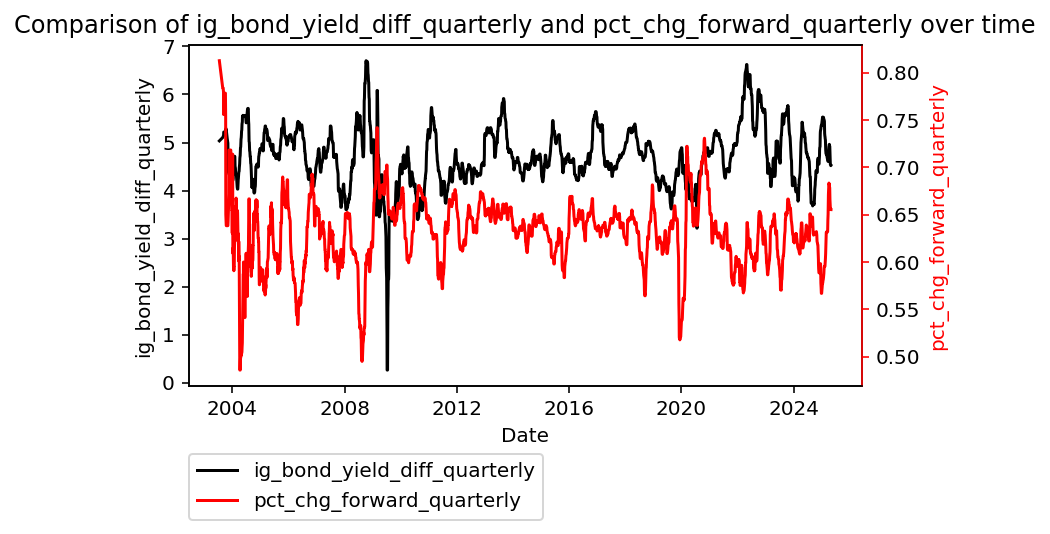 Comparison of ig_bond_yield_diff_quarterly and pct_chg_forward_quarterly over time
ig_bond_yield_diff_quarterly
7
6
5
4
3
2
1
0
0.80
0.75
0.70
0.65
0.60
0.55
0.50
pct_chg_forward_quarterly
2004 2008 2012 2016 2020 2024
Date
ig_bond_yield_diff_quarterly
pct_chg_forward_quarterly